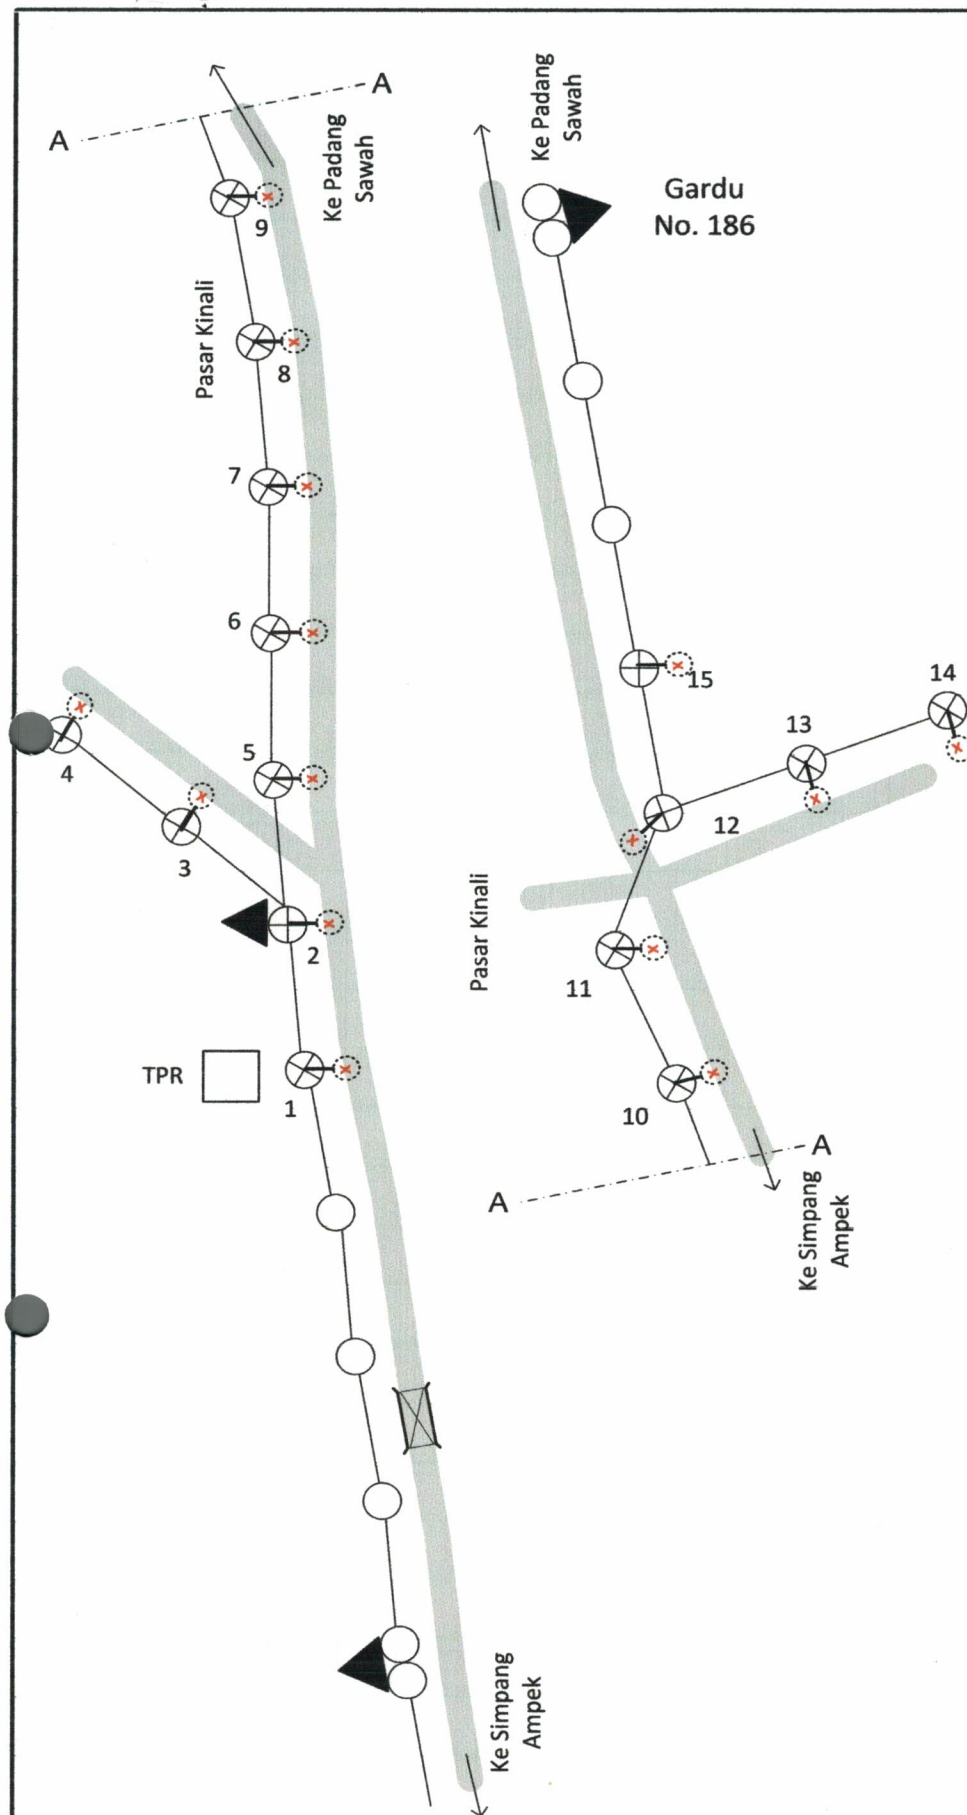 A
A
Ke Padang
Sawah
9
Pasar Kinali
8
7
6
5
4
3
2
TPR
1
Ke Simpang
Ampek
Ke Padang
Sawah
Gardu
No. 186
15
14
13
12
Pasar Kinali
11
10
A
A
Ke Simpang
Ampek